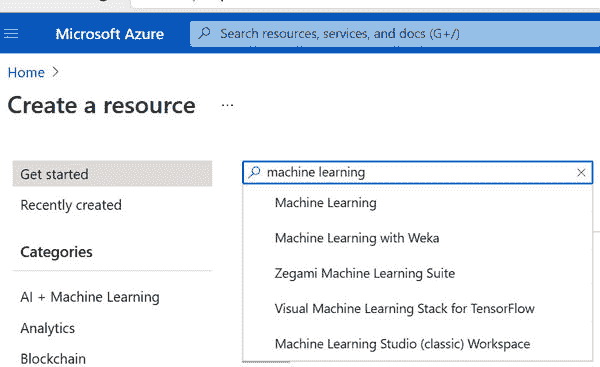 Microsoft Azure
Search resources, services, and docs (G+/)
Home >
Create a resource
...
Get started
Recently created
Categories
AI + Machine Learning
Analytics
Blockchain
machine learning
Machine Learning
Machine Learning with Weka
Zegami Machine Learning Suite
Visual Machine Learning Stack for TensorFlow
Machine Learning Studio (classic) Workspace